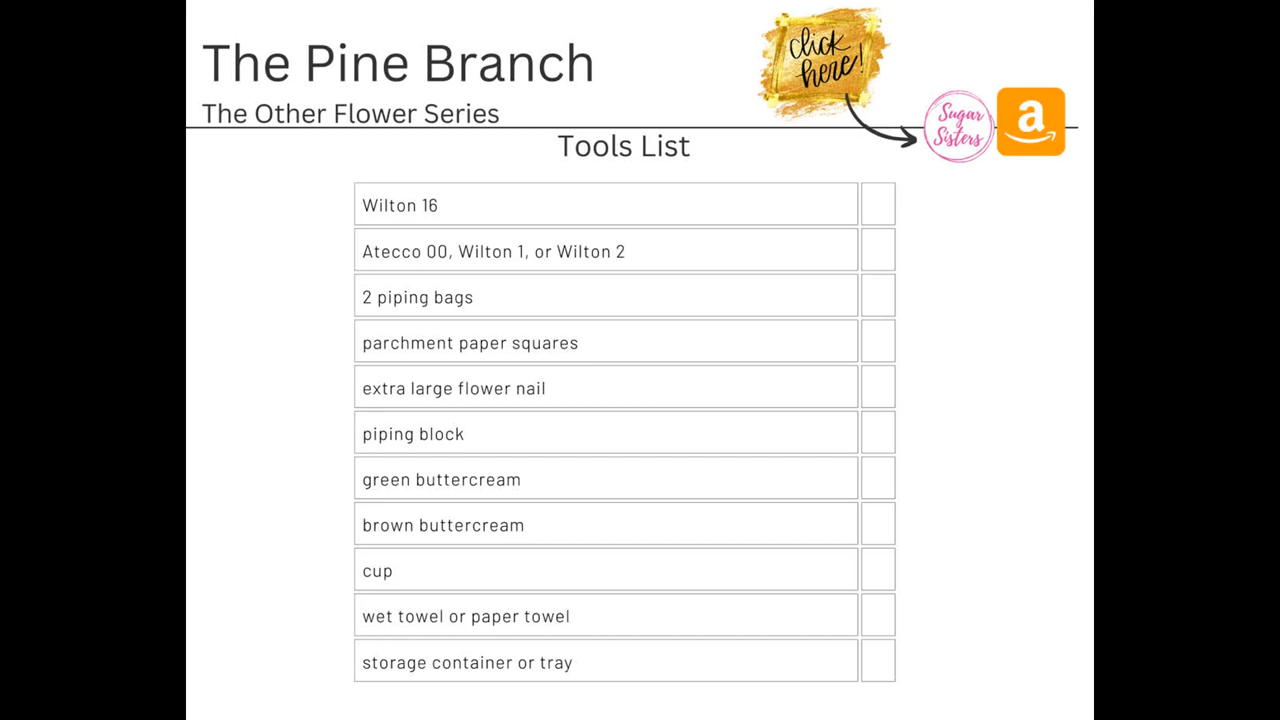 The Pine Branch
The Other Flower Series
click
here!
Sugar
Sisters
a
Tools List
Wilton 16
Atecco 00, Wilton 1, or Wilton 2
2 piping bags
parchment paper squares
extra large flower nail
piping block
green buttercream
brown buttercream
cup
wet towel or paper towel
storage container or tray